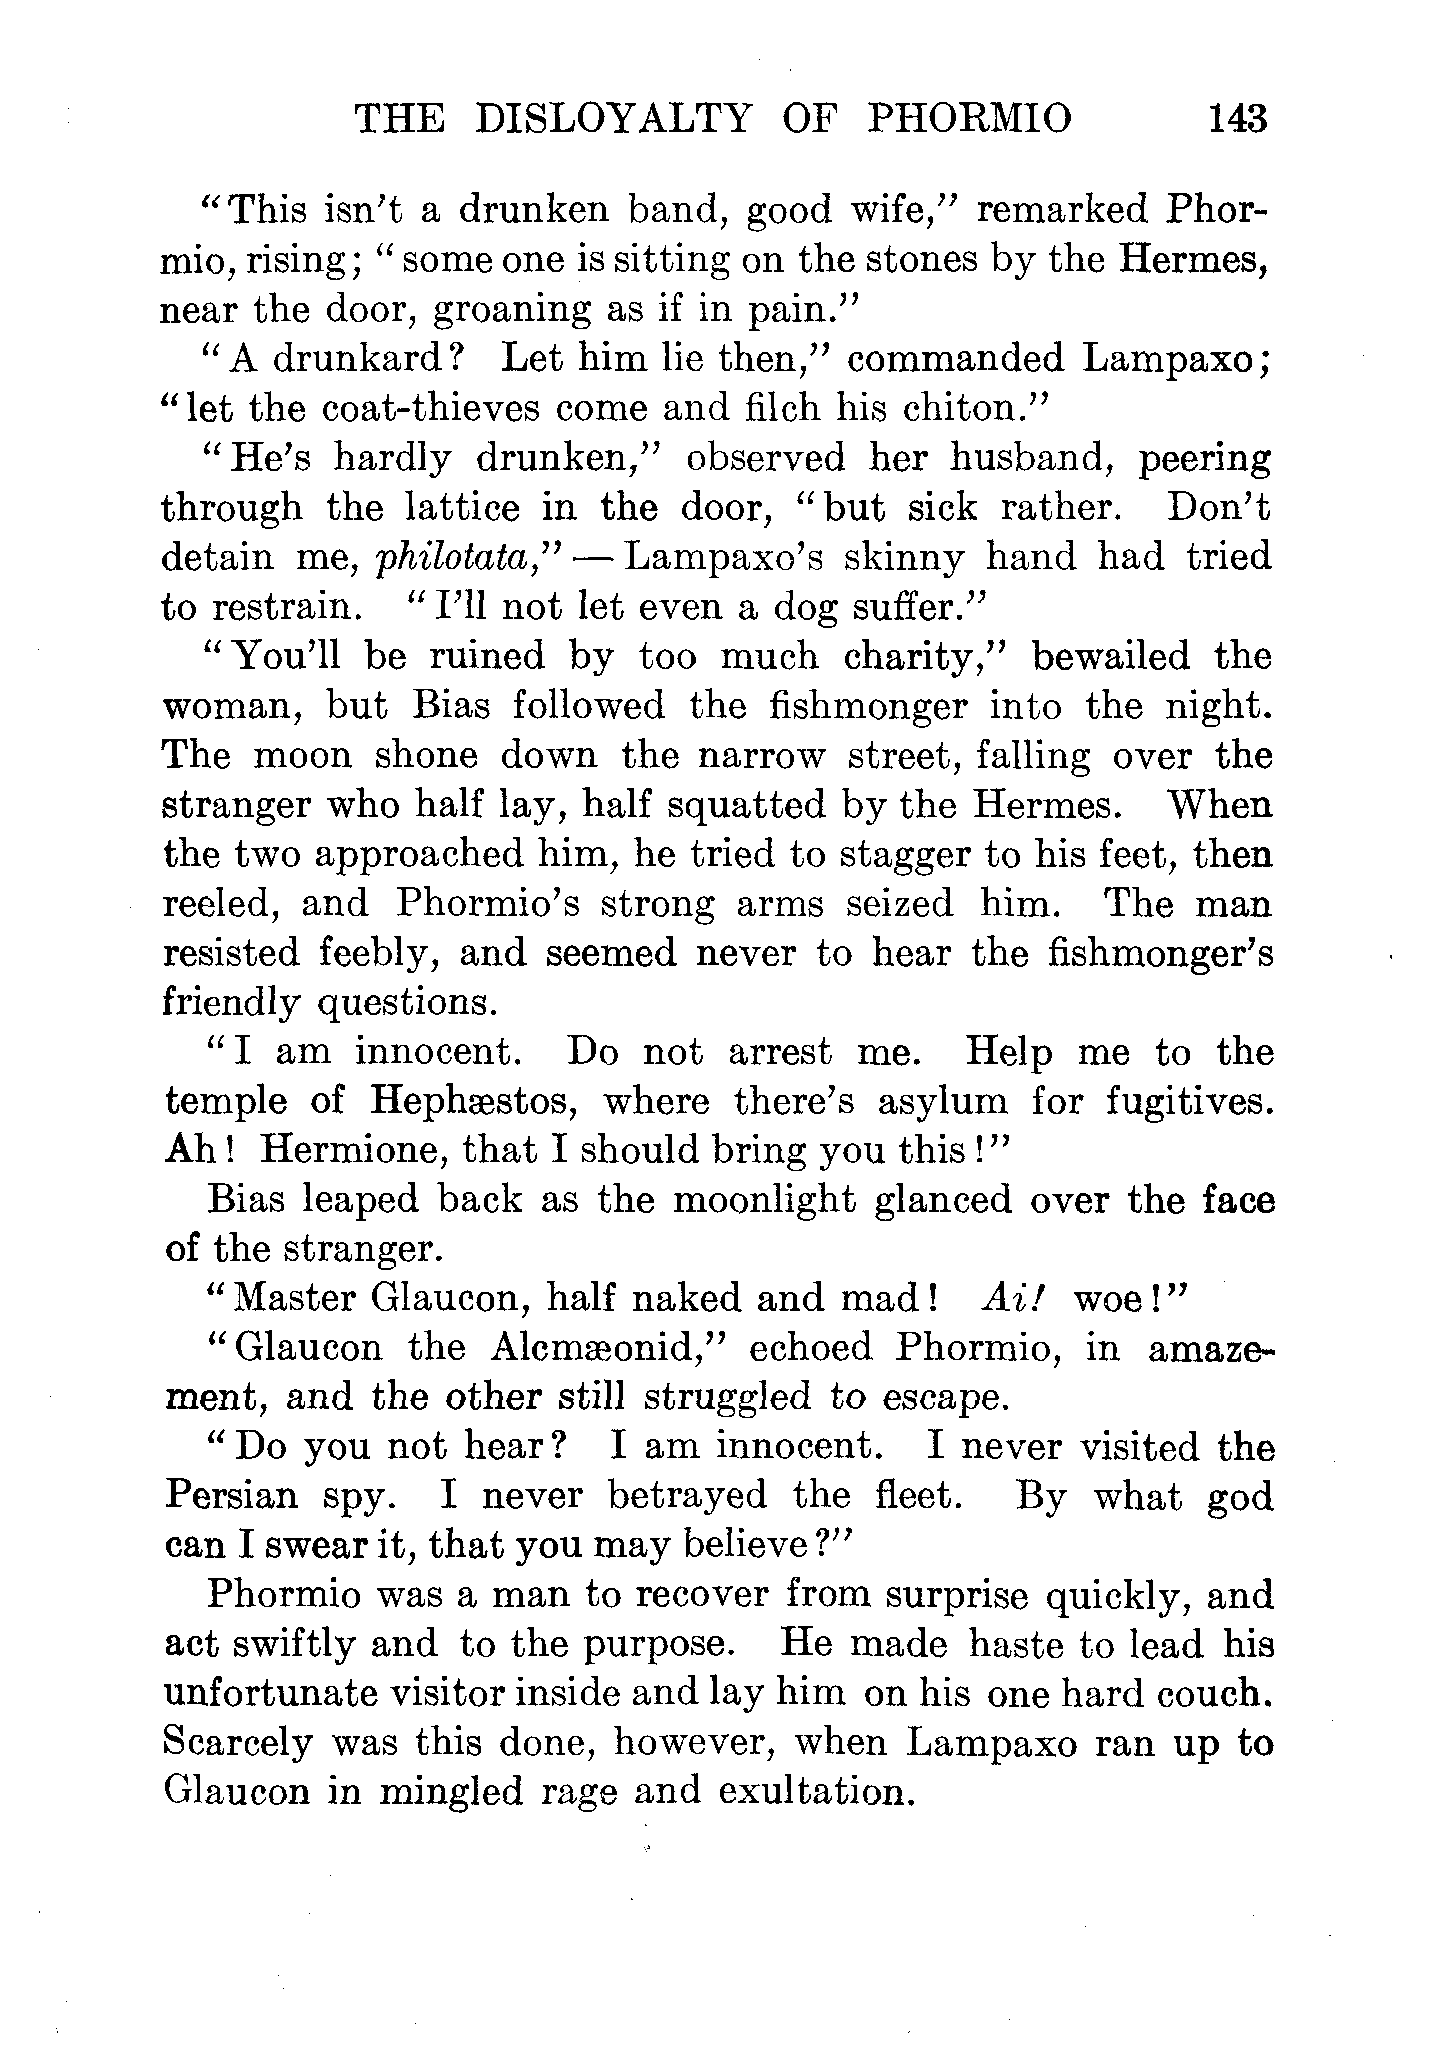 THE DISLOYALTY OF PHORMIO 143
“This isn’t a drunken band, good wife,” remarked Phor-
mio, rising; “some one is sitting on the stones by the Hermes,
near the door, groaning as if in pain.”
“A drunkard? Let him lie then,” commanded Lampaxo;
“let the coat-thieves come and filch his chiton.”
“He’s hardly drunken,” observed her husband, peering
through the lattice in the door, “but sick rather. Don’t
detain me, philotata,” — Lampaxo’s skinny hand had tried
to restrain. “I’ll not let even a dog suffer.”
“You’ll be ruined by too much charity,” bewailed the
woman, but Bias followed the fishmonger into the night.
The moon shone down the narrow street, falling over the
stranger who half lay, half squatted by the Hermes. When
the two approached him, he tried to stagger to his feet, then
reeled, and Phormio’s strong arms seized him. The man
resisted feebly, and seemed never to hear the fishmonger’s
friendly questions.
“I am innocent. Do not arrest me. Help me to the
temple of Hephæstos, where there’s asylum for fugitives.
Ah! Hermione, that I should bring you this!”
Bias leaped back as the moonlight glanced over the face
of the stranger.
“Master Glaucon, half naked and mad! Ai! woe!”
“Glaucon the Alcmæonid,” echoed Phormio, in amaze-
ment, and the other still struggled to escape.
“Do you not hear? I am innocent. I never visited the
Persian spy. I never betrayed the fleet. By what god
can I swear it, that you may believe?”
Phormio was a man to recover from surprise quickly, and
act swiftly and to the purpose. He made haste to lead his
unfortunate visitor inside and lay him on his one hard couch.
Scarcely was this done, however, when Lampaxo ran up to
Glaucon in mingled rage and exultation.